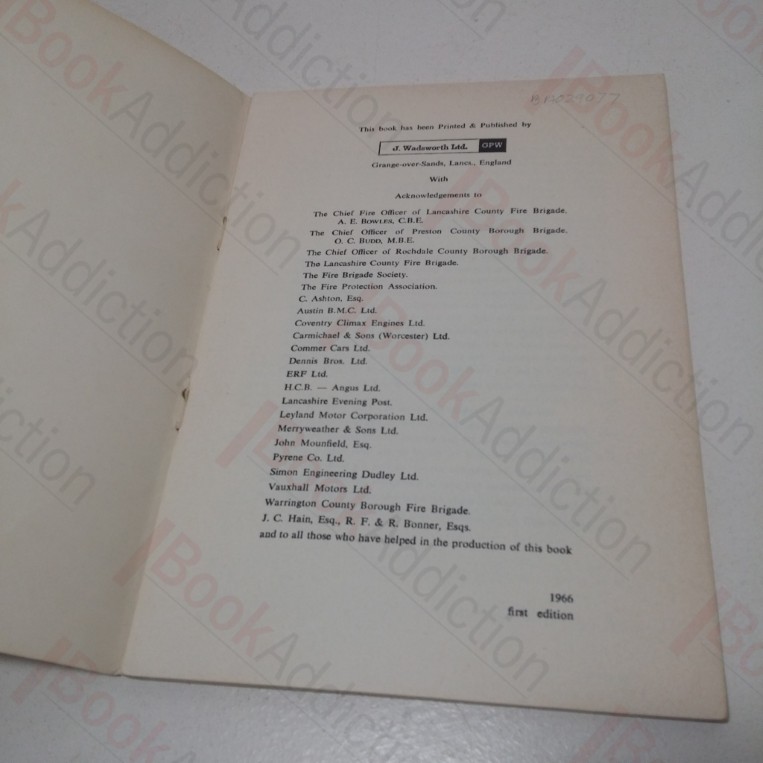 BA029077
This book has been Printed & Published by
J. Wadsworth Ltd. OPW
Grange-over-Sands, Lancs., England
With
Acknowledgements to
The Chief Fire Officer of Lancashire County Fire Brigade.
A. E. Bowles, C.B.E.
The Chief Officer of Preston County Borough Brigade.
O. C. Budd, M.B.E.
The Chief Officer of Rochdale County Borough Brigade.
The Lancashire County Fire Brigade.
The Fire Brigade Society.
The Fire Protection Association.
C. Ashton, Esq.
Austin B.M.C. Ltd.
Coventry Climax Engines Ltd.
Carmichael & Sons (Worcester) Ltd.
Commer Cars Ltd.
Dennis Bros. Ltd.
ERF Ltd.
H.C.B. — Angus Ltd.
Lancashire Evening Post.
Leyland Motor Corporation Ltd.
Merryweather & Sons Ltd.
John Mounfield, Esq.
Pyrene Co. Ltd.
Simon Engineering Dudley Ltd.
Vauxhall Motors Ltd.
Warrington County Borough Fire Brigade.
J. C. Hain, Esq., R. F. & R. Bonner, Esqs.
and to all those who have helped in the production of this book
1966
first edition
BookAddiction